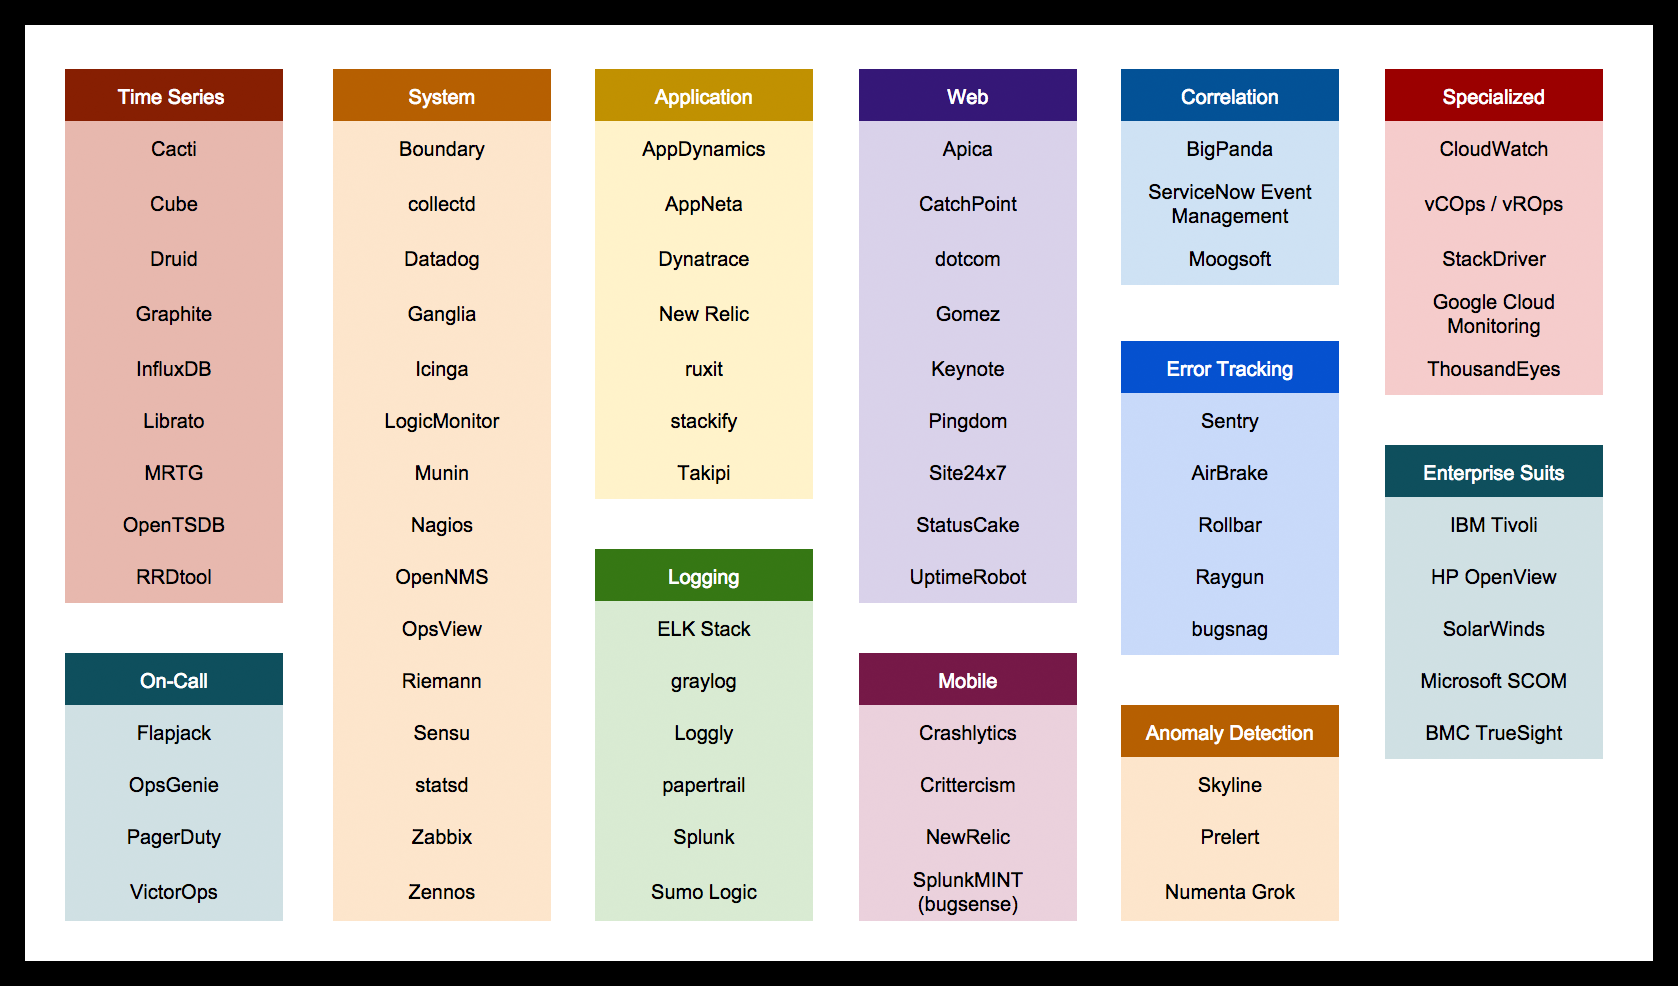 Time Series
Cacti
Cube
Druid
Graphite
InfluxDB
Librato
MRTG
OpenTSDB
RRDtool
On-Call
Flapjack
OpsGenie
PagerDuty
VictorOps
System
Boundary
collectd
Datadog
Ganglia
Icinga
LogicMonitor
Munin
Nagios
OpenNMS
OpsView
Riemann
Sensu
statsd
Zabbix
Zennos
Application
AppDynamics
AppNeta
Dynatrace
New Relic
ruxit
stackify
Takipi
Logging
ELK Stack
graylog
Loggly
papertrail
Splunk
Sumo Logic
Web
Apica
CatchPoint
dotcom
Gomez
Keynote
Pingdom
Site24x7
StatusCake
UptimeRobot
Mobile
Crashlytics
Crittercism
NewRelic
SplunkMINT
(bugsense)
Correlation
BigPanda
ServiceNow Event
Management
Moogsoft
Error Tracking
Sentry
AirBrake
Rollbar
Raygun
bugsnag
Anomaly Detection
Skyline
Prelert
Numenta Grok
Specialized
CloudWatch
vCOps / vROps
StackDriver
Google Cloud
Monitoring
ThousandEyes
Enterprise Suits
IBM Tivoli
HP OpenView
SolarWinds
Microsoft SCOM
BMC TrueSight